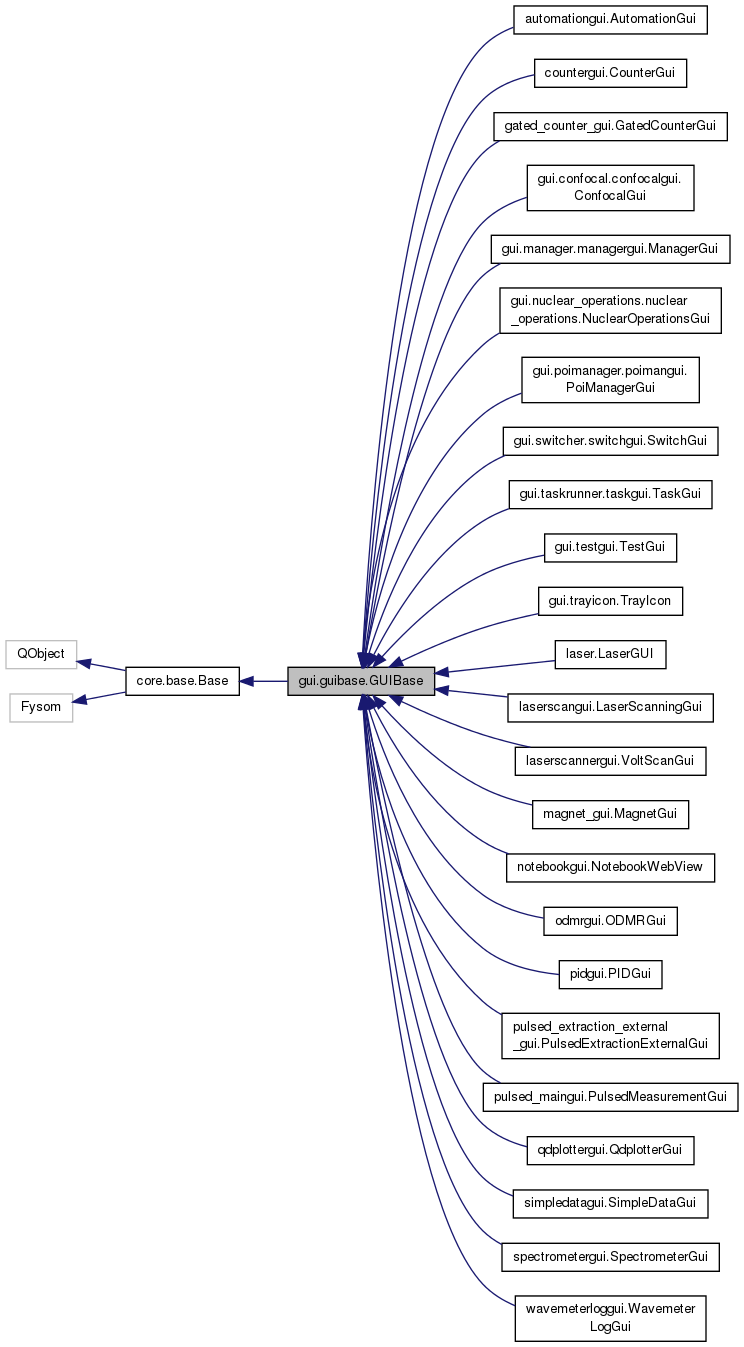 automationgui.AutomationGui
countergui.CounterGui
gated_counter_gui.GatedCounterGui
gui.confocal.confocalgui.
ConfocalGui
gui.manager.managergui.ManagerGui
gui.nuclear_operations.nuclear
_operations.NuclearOperationsGui
gui.poimanager.poimangui.
PoiManagerGui
gui.switcher.switchgui.SwitchGui
gui.taskrunner.taskgui.TaskGui
gui.testgui.TestGui
gui.trayicon.TrayIcon
QObject
laser.LaserGUI
core.base.Base
gui.guibase.GUIBase
Fysom
laserscangui.LaserScanningGui
laserscannergui.VoltScanGui
magnet_gui.MagnetGui
notebookgui.NotebookWebView
odmrgui.ODMRGui
pidgui.PIDGui
pulsed_extraction_external
_gui.PulsedExtractionExternalGui
pulsed_maingui.PulsedMeasurementGui
qdplottergui.QdplotterGui
simpledatagui.SimpleDataGui
spectrometergui.SpectrometerGui
wavemeterloggui.Wavemeter
LogGui